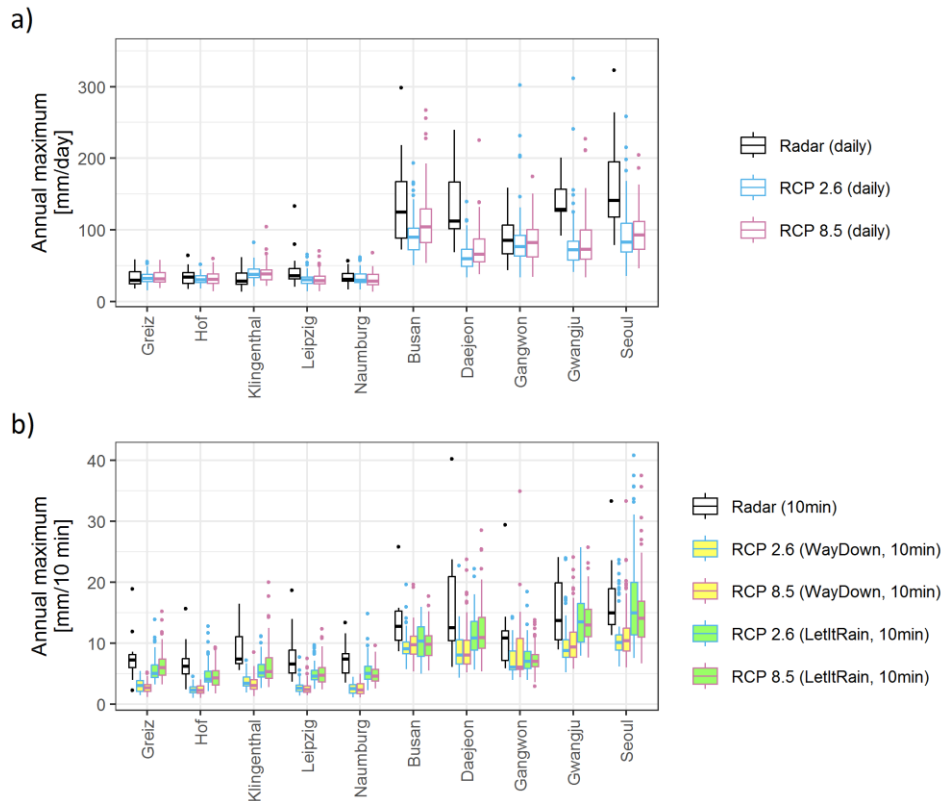 a)
Annual maximum
[mm/day]
300
200
100
0
Greiz
Hof
Klingenthal
Leipzig
Naumburg
Busan
Daejeon
Gangwon
Gwangju
Seoul
Radar (daily)
RCP 2.6 (daily)
RCP 8.5 (daily)
b)
Annual maximum
[mm/10 min]
40
30
20
10
0
Greiz
Hof
Klingenthal
Leipzig
Naumburg
Busan
Daejeon
Gangwon
Gwangju
Seoul
Radar (10min)
RCP 2.6 (WayDown, 10min)
RCP 8.5 (WayDown, 10min)
RCP 2.6 (LetItRain, 10min)
RCP 8.5 (LetItRain, 10min)